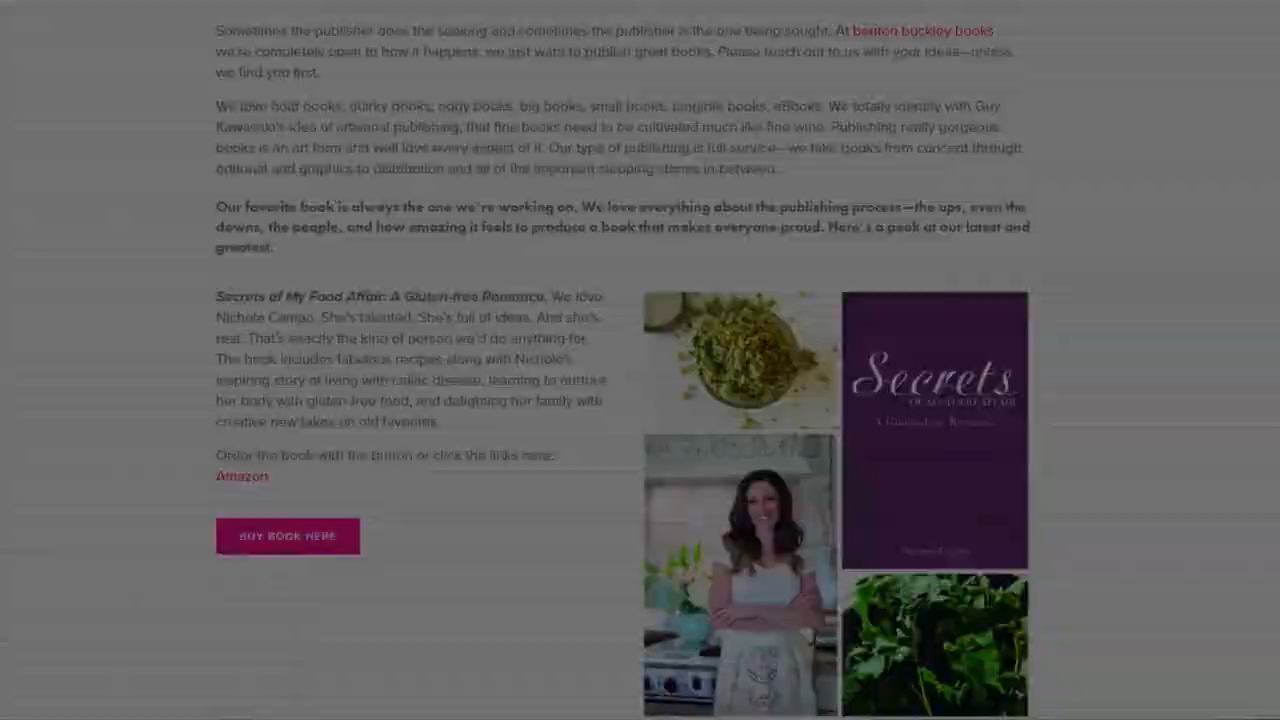 Sometimes the publisher does the seeking and sometimes the publisher is the one being sought. At benton buckley books
we're completely open to how it happens, we just want to publish great books. Please reach out to us with your ideas—unless
we find you first.
We love bold books, quirky books, edgy books, big books, small books, tangible books, eBooks. We totally identify with Guy
Kawasaki's idea of artisanal publishing, that fine books need to be cultivated much like fine wine. Publishing really gorgeous
books is an art form and well love every aspect of it. Our type of publishing is full service—we take books from concept through
editorial and graphics to distribution and all of the important stepping stones in-between.
Our favorite book is always the one we're working on. We love everything about the publishing process—the ups, even the
downs, the people, and how amazing it feels to produce a book that makes everyone proud. Here's a peek at our latest and
greatest.
Secrets of My Food Affair: A Gluten-free Romance. We love
Nichole Campo. She's talented. She's full of ideas. And she's
real. That's exactly the kind of person we'd do anything for.
The book includes fabulous recipes along with Nichole's
inspiring story of living with celiac disease, learning to nurture
her body with gluten-free food, and delighting her family with
creative new takes on old favorites.
Order the book with the button or click the links here:
Amazon
BUY BOOK HERE
Secrets
OF MY FOOD AFFAIR
A Gluten-free Romance